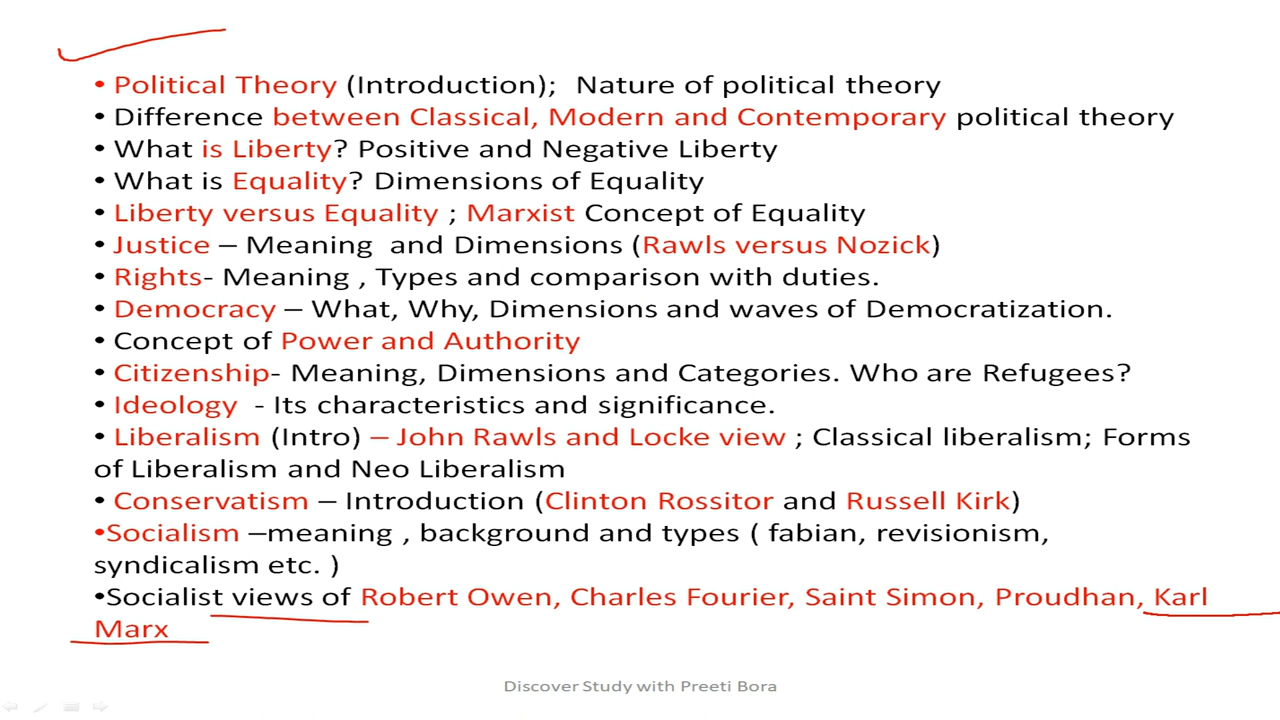 • Political Theory (Introduction); Nature of political theory
• Difference between Classical, Modern and Contemporary political theory
• What is Liberty? Positive and Negative Liberty
• What is Equality? Dimensions of Equality
• Liberty versus Equality ; Marxist Concept of Equality
• Justice – Meaning and Dimensions (Rawls versus Nozick)
• Rights- Meaning , Types and comparison with duties.
• Democracy – What, Why, Dimensions and waves of Democratization.
• Concept of Power and Authority
• Citizenship- Meaning, Dimensions and Categories. Who are Refugees?
• Ideology - Its characteristics and significance.
• Liberalism (Intro) – John Rawls and Locke view ; Classical liberalism; Forms
of Liberalism and Neo Liberalism
• Conservatism – Introduction (Clinton Rossitor and Russell Kirk)
•Socialism –meaning , background and types ( fabian, revisionism,
syndicalism etc. )
•Socialist views of Robert Owen, Charles Fourier, Saint Simon, Proudhan, Karl
Marx
Discover Study with Preeti Bora